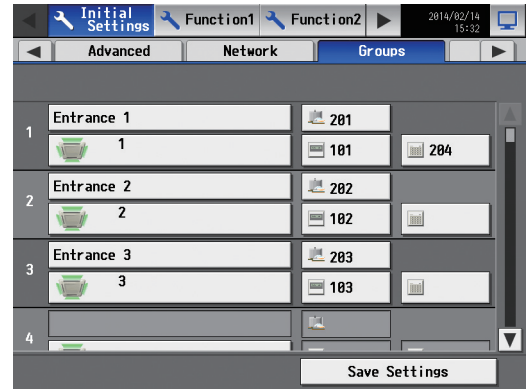 Initial Settings Function1 Function2 2014/02/14 15:32
Advanced Network Groups
1 Entrance 1 201
1 101 204
2 Entrance 2 202
2 102
3 Entrance 3 203
3 103
4
Save Settings